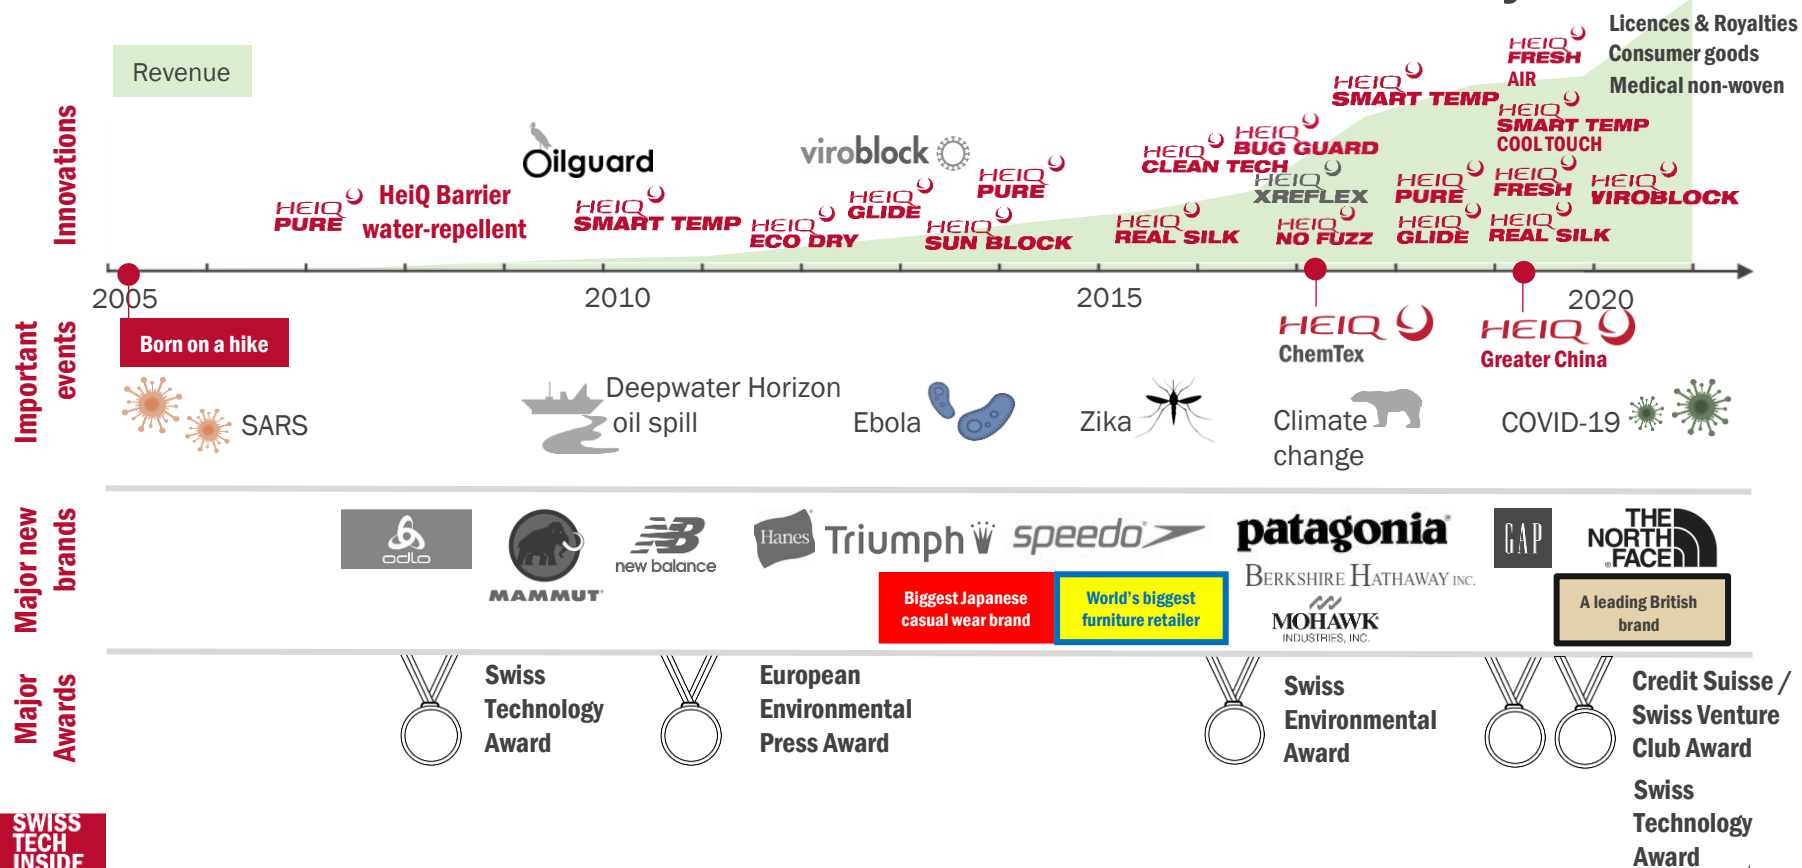 Licences & Royalties
Consumer goods
Medical non-woven
Revenue
Innovations
HEIQ
PURE
HeiQ Barrier
water-repellent
Oilguard
HEIQ
SMART TEMP
HEIQ
ECO DRY
viroblock
HEIQ
GLIDE
HEIQ
SUN BLOCK
HEIQ
PURE
HEIQ
REAL SILK
HEIQ
CLEAN TECH
HEIQ
BUG GUARD
HEIQ
XREFLEX
HEIQ
NO FUZZ
HEIQ
SMART TEMP
HEIQ
PURE
HEIQ
GLIDE
HEIQ
FRESH
AIR
HEIQ
SMART TEMP
COOL TOUCH
HEIQ
FRESH
HEIQ
REAL SILK
HEIQ
VIROBLOCK
2005
2010
2015
2020
Important
events
Born on a hike
HEIQ
ChemTex
HEIQ
Greater China
SARS
Deepwater Horizon
oil spill
Ebola
Zika
Climate
change
COVID-19
Major new
brands
odlo
MAMMUT
NB
new balance
Hanes
Triumph
speedo
patagonia
BERKSHIRE HATHAWAY INC.
MOHAWK
INDUSTRIES, INC.
GAP
THE
NORTH
FACE
Biggest Japanese
casual wear brand
World's biggest
furniture retailer
A leading British
brand
Major
Awards
Swiss
Technology
Award
European
Environmental
Press Award
Swiss
Environmental
Award
Credit Suisse /
Swiss Venture
Club Award
Swiss
Technology
Award
SWISS
TECH
INSIDE